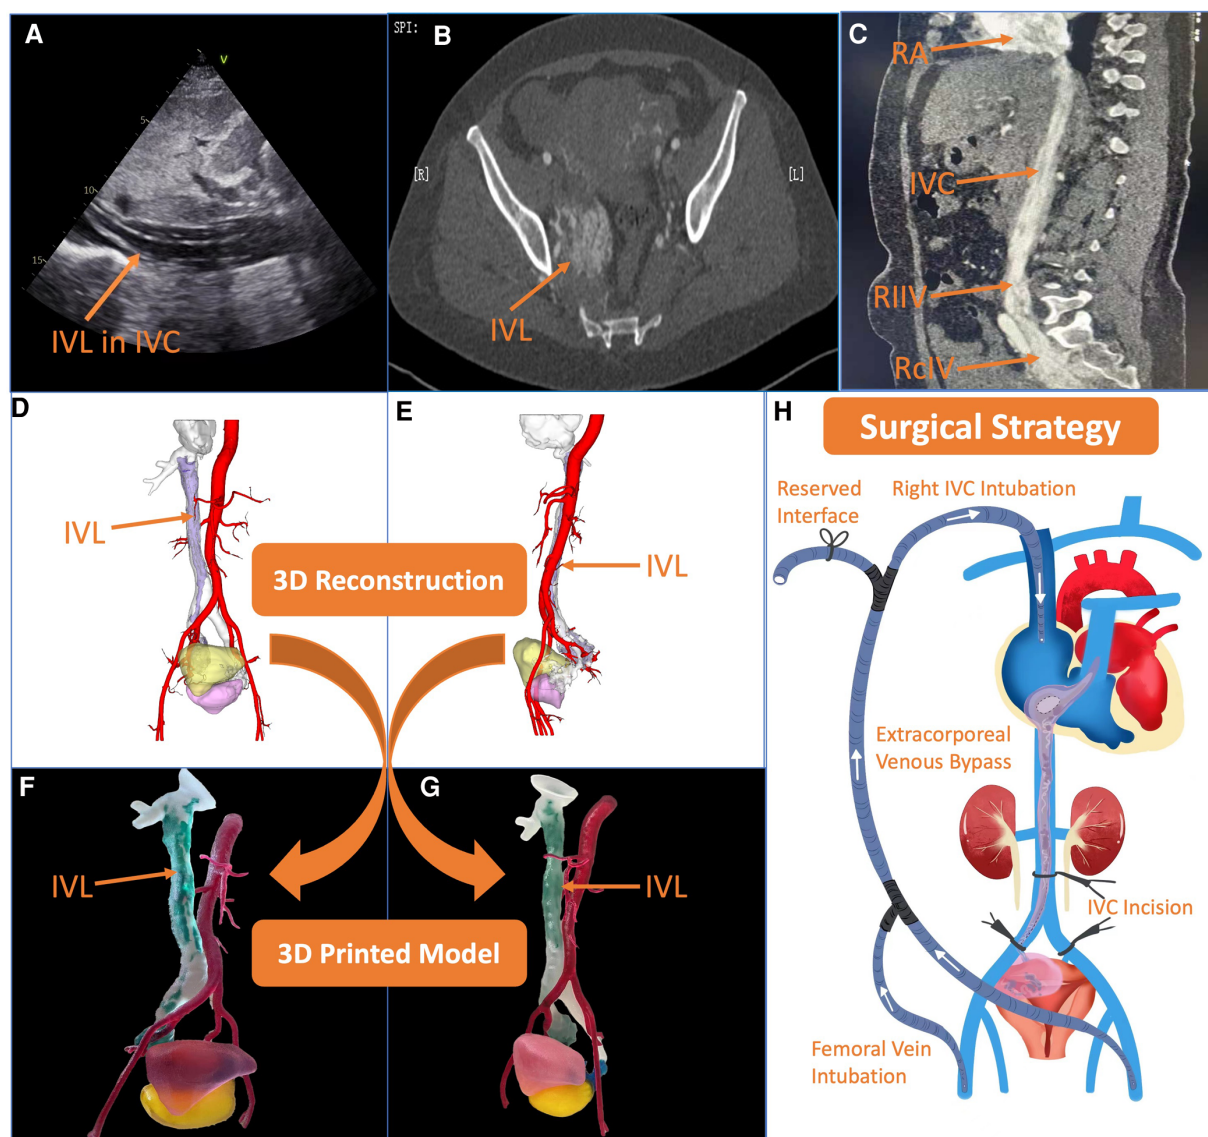 A
V
5
10
15
IVL in IVC
SPI:
B
[R]
[L]
IVL
C
RA
IVC
RIIV
RcIV
D
IVL
E
IVL
3D Reconstruction
F
IVL
G
IVL
3D Printed Model
H
Surgical Strategy
Reserved
Interface
Right IVC Intubation
Extracorporeal
Venous Bypass
IVC Incision
Femoral Vein
Intubation